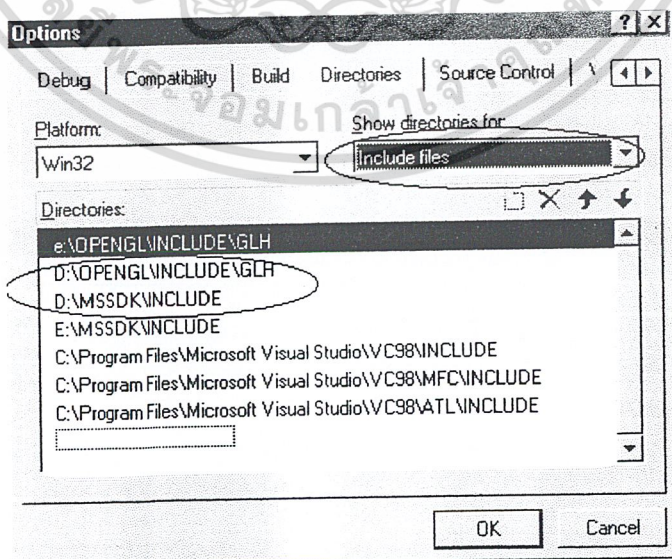 Options
? X
Debug | Compatibility | Build Directories | Source Control |
Platform: Show directories for:
Win32 Include files
Directories:
e:\OPENGL\INCLUDE\GLH
D:\OPENGL\INCLUDE\GLH
D:\MSSDK\INCLUDE
E:\MSSDK\INCLUDE
C:\Program Files\Microsoft Visual Studio\VC98\INCLUDE
C:\Program Files\Microsoft Visual Studio\VC98\MFC\INCLUDE
C:\Program Files\Microsoft Visual Studio\VC98\ATL\INCLUDE
OK Cancel